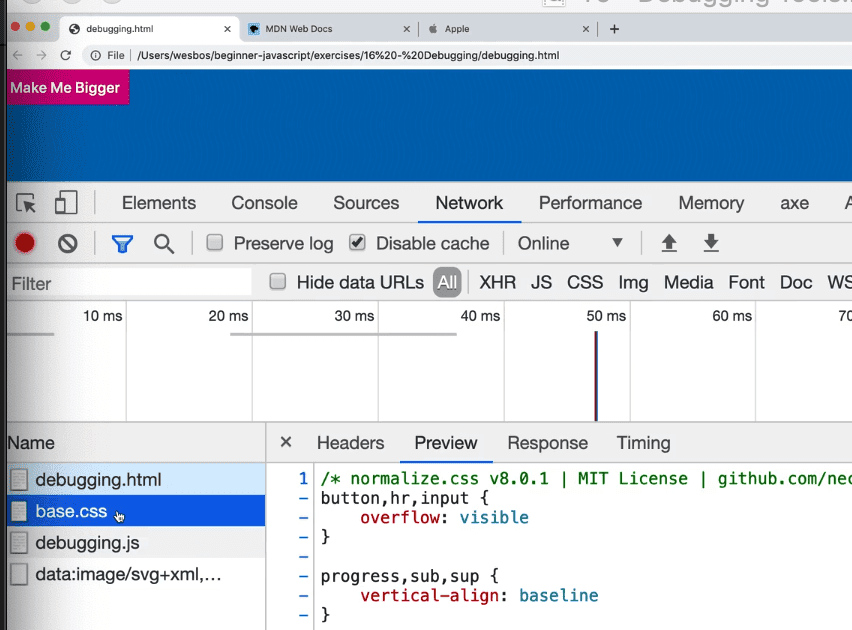 debugging.html MDN Web Docs Apple
File /Users/wesbos/beginner-javascript/exercises/16%20-%20Debugging/debugging.html
Make Me Bigger
Elements Console Sources Network Performance Memory axe
Preserve log Disable cache Online
Filter Hide data URLs All XHR JS CSS Img Media Font Doc WS
10 ms 20 ms 30 ms 40 ms 50 ms 60 ms 70
Name × Headers Preview Response Timing
debugging.html
base.css
debugging.js
data:image/svg+xml,…
1 /* normalize.css v8.0.1 | MIT License | github.com/nec
- button,hr,input {
- overflow: visible
- }
-
- progress,sub,sup {
- vertical-align: baseline
- }